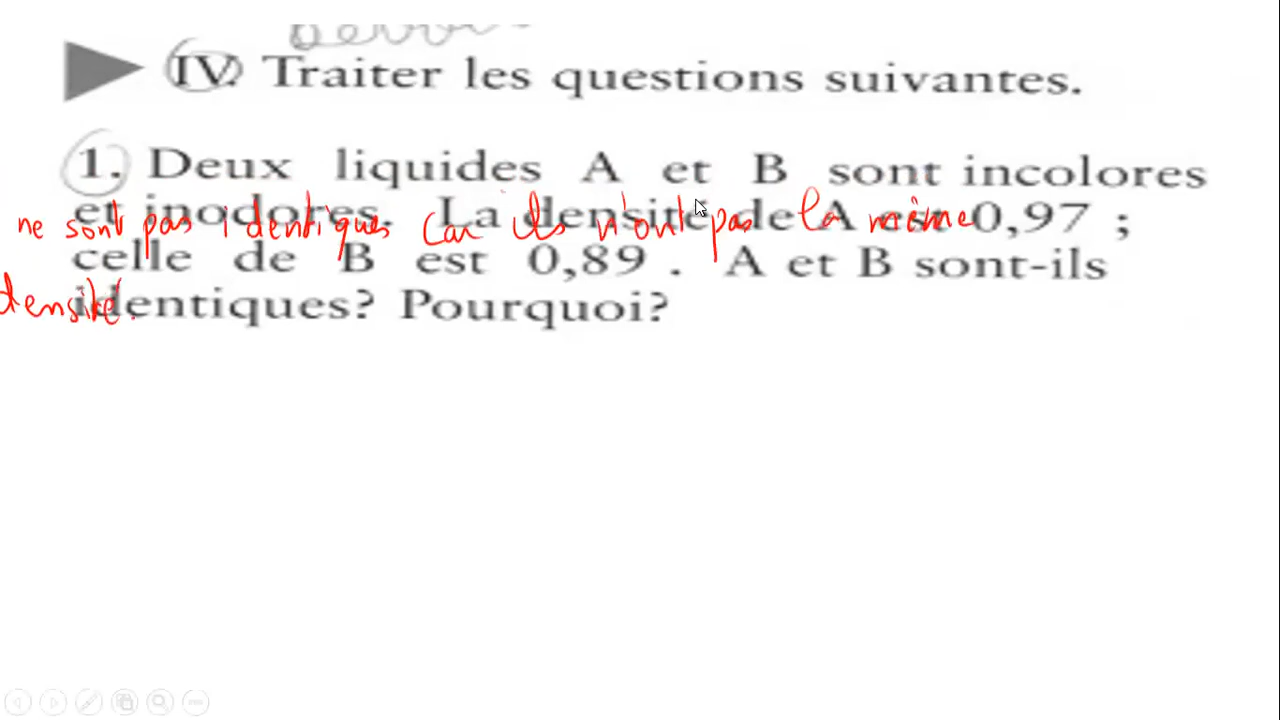 Devoir
IV. Traiter les questions suivantes.
1. Deux liquides A et B sont incolores
et inodores. La densité de A est 0,97 ;
ne sont pas identiques car ils n'ont pas la même
celle de B est 0,89 . A et B sont-ils
identiques? Pourquoi?
densité.